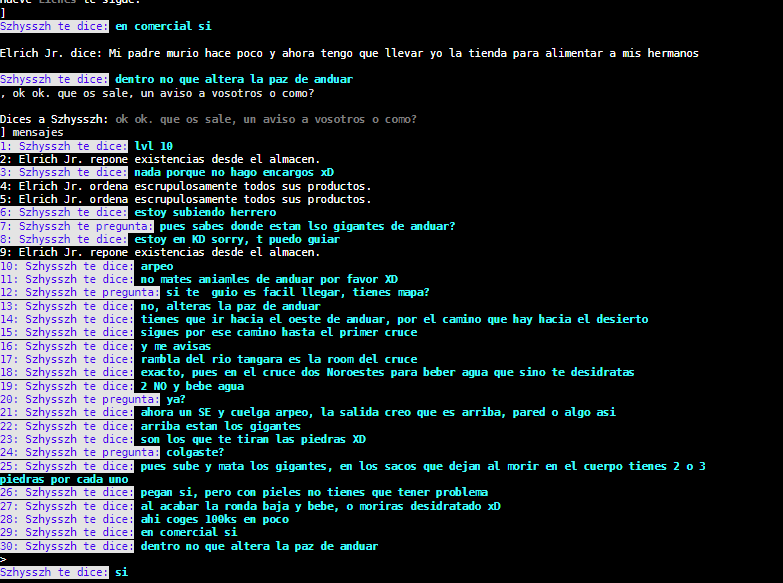 nueve tienes te sigue.
]
Szhysszh te dice: en comercial si
Elrich Jr. dice: Mi padre murio hace poco y ahora tengo que llevar yo la tienda para alimentar a mis hermanos
Szhysszh te dice: dentro no que altera la paz de anduar
, ok ok. que os sale, un aviso a vosotros o como?
Dices a Szhysszh: ok ok. que os sale, un aviso a vosotros o como?
] mensajes
1: Szhysszh te dice: lvl 10
2: Elrich Jr. repone existencias desde el almacen.
3: Szhysszh te dice: nada porque no hago encargos xD
4: Elrich Jr. ordena escrupulosamente todos sus productos.
5: Elrich Jr. ordena escrupulosamente todos sus productos.
6: Szhysszh te dice: estoy subiendo herrero
7: Szhysszh te pregunta: pues sabes donde estan lso gigantes de anduar?
8: Szhysszh te dice: estoy en KD sorry, t puedo guiar
9: Elrich Jr. repone existencias desde el almacen.
10: Szhysszh te dice: arpeo
11: Szhysszh te dice: no mates aniamles de anduar por favor XD
12: Szhysszh te pregunta: si te  guio es facil llegar, tienes mapa?
13: Szhysszh te dice: no, alteras la paz de anduar
14: Szhysszh te dice: tienes que ir hacia el oeste de anduar, por el camino que hay hacia el desierto
15: Szhysszh te dice: sigues por ese camino hasta el primer cruce
16: Szhysszh te dice: y me avisas
17: Szhysszh te dice: rambla del rio tangara es la room del cruce
18: Szhysszh te dice: exacto, pues en el cruce dos Noroestes para beber agua que sino te desidratas
19: Szhysszh te dice: 2 NO y bebe agua
20: Szhysszh te pregunta: ya?
21: Szhysszh te dice: ahora un SE y cuelga arpeo, la salida creo que es arriba, pared o algo asi
22: Szhysszh te dice: arriba estan los gigantes
23: Szhysszh te dice: son los que te tiran las piedras XD
24: Szhysszh te pregunta: colgaste?
25: Szhysszh te dice: pues sube y mata los gigantes, en los sacos que dejan al morir en el cuerpo tienes 2 o 3
piedras por cada uno
26: Szhysszh te dice: pegan si, pero con pieles no tienes que tener problema
27: Szhysszh te dice: al acabar la ronda baja y bebe, o moriras desidratado xD
28: Szhysszh te dice: ahi coges 100ks en poco
29: Szhysszh te dice: en comercial si
30: Szhysszh te dice: dentro no que altera la paz de anduar
>
Szhysszh te dice: si